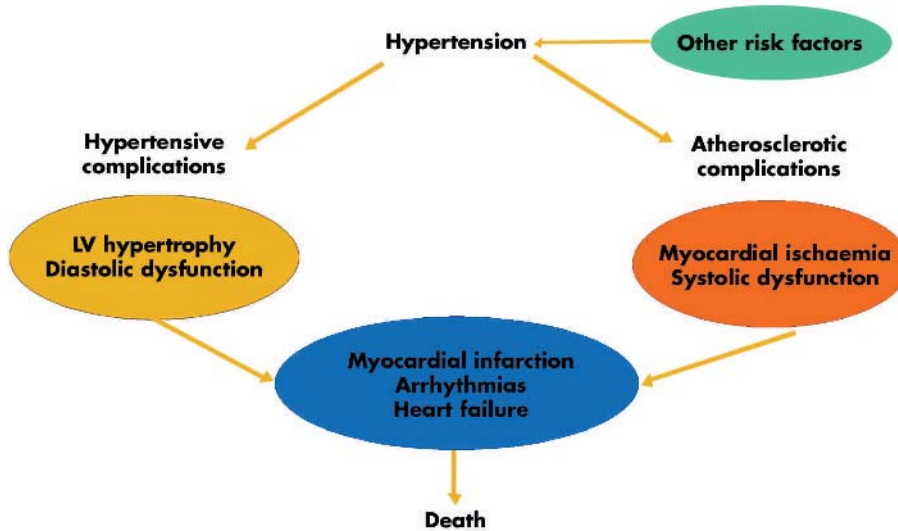 Hypertension
Other risk factors
Hypertensive
complications
Atherosclerotic
complications
LV hypertrophy
Diastolic dysfunction
Myocardial ischaemia
Systolic dysfunction
Myocardial infarction
Arrhythmias
Heart failure
Death